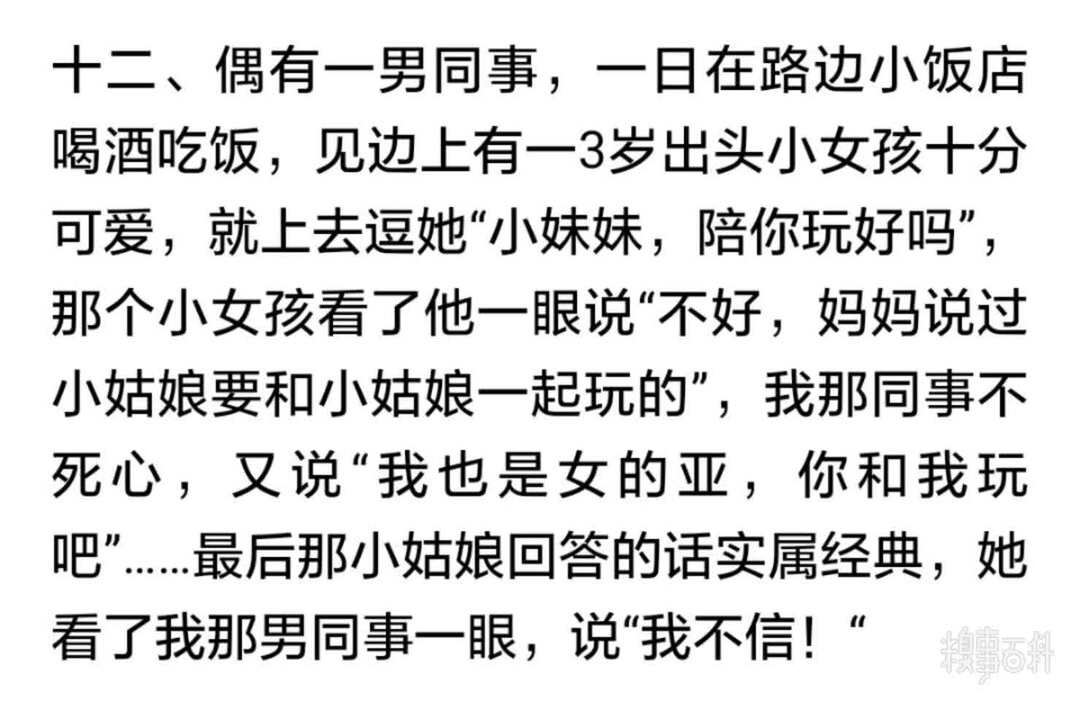 十二、偶有一男同事，一日在路边小饭店
喝酒吃饭，见边上有一3岁出头小女孩十分
可爱，就上去逗她“小妹妹，陪你玩好吗”，
那个小女孩看了他一眼说“不好，妈妈说过
小姑娘要和小姑娘一起玩的”，我那同事不
死心，又说“我也是女的亚，你和我玩
吧”……最后那小姑娘回答的话实属经典，她
看了我那男同事一眼，说“我不信！“
糗事百科